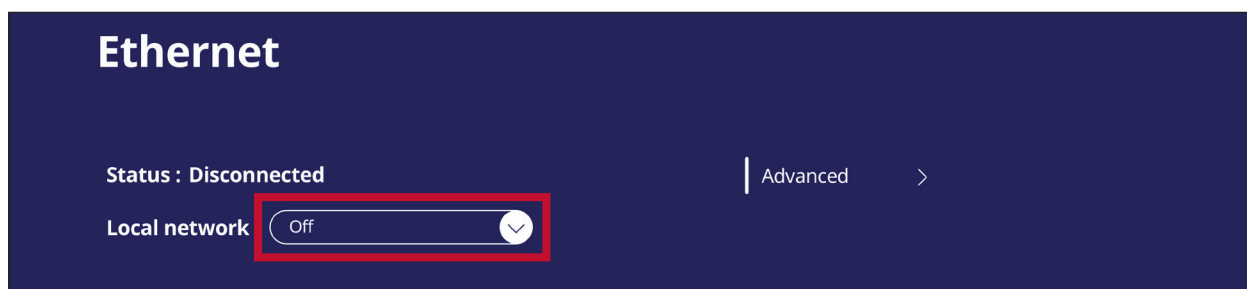 Ethernet
Status : Disconnected
Advanced
Local network
Off